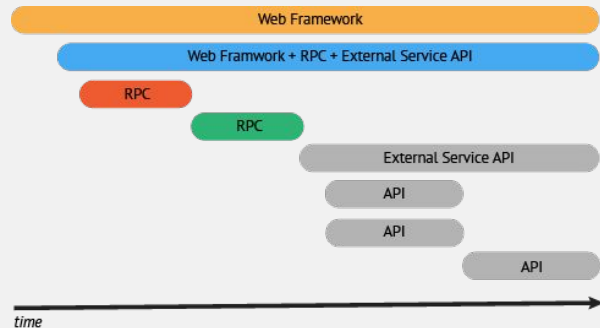 Web Framework
Web Framwork + RPC + External Service API
RPC
RPC
External Service API
API
API
API
time